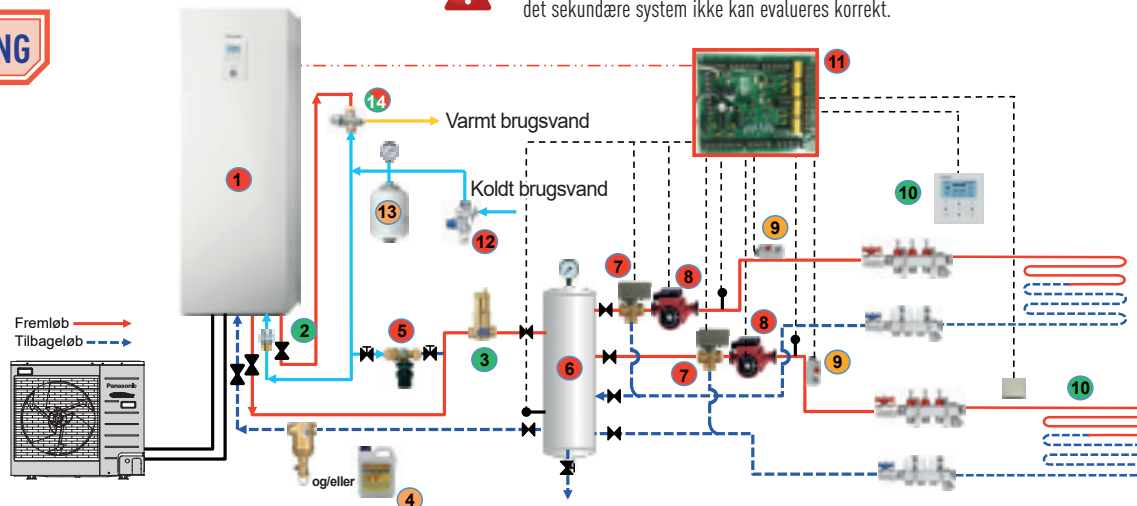 det sekundære system ikke kan evalueres korrekt.
NG
11
14
Varmt brugsvand
1
10
13
Koldt brugsvand
12
9
7
8
Fremløb
Tilbageløb
2
5
3
6
8
7
9
10
Panasonic
og/eller
4